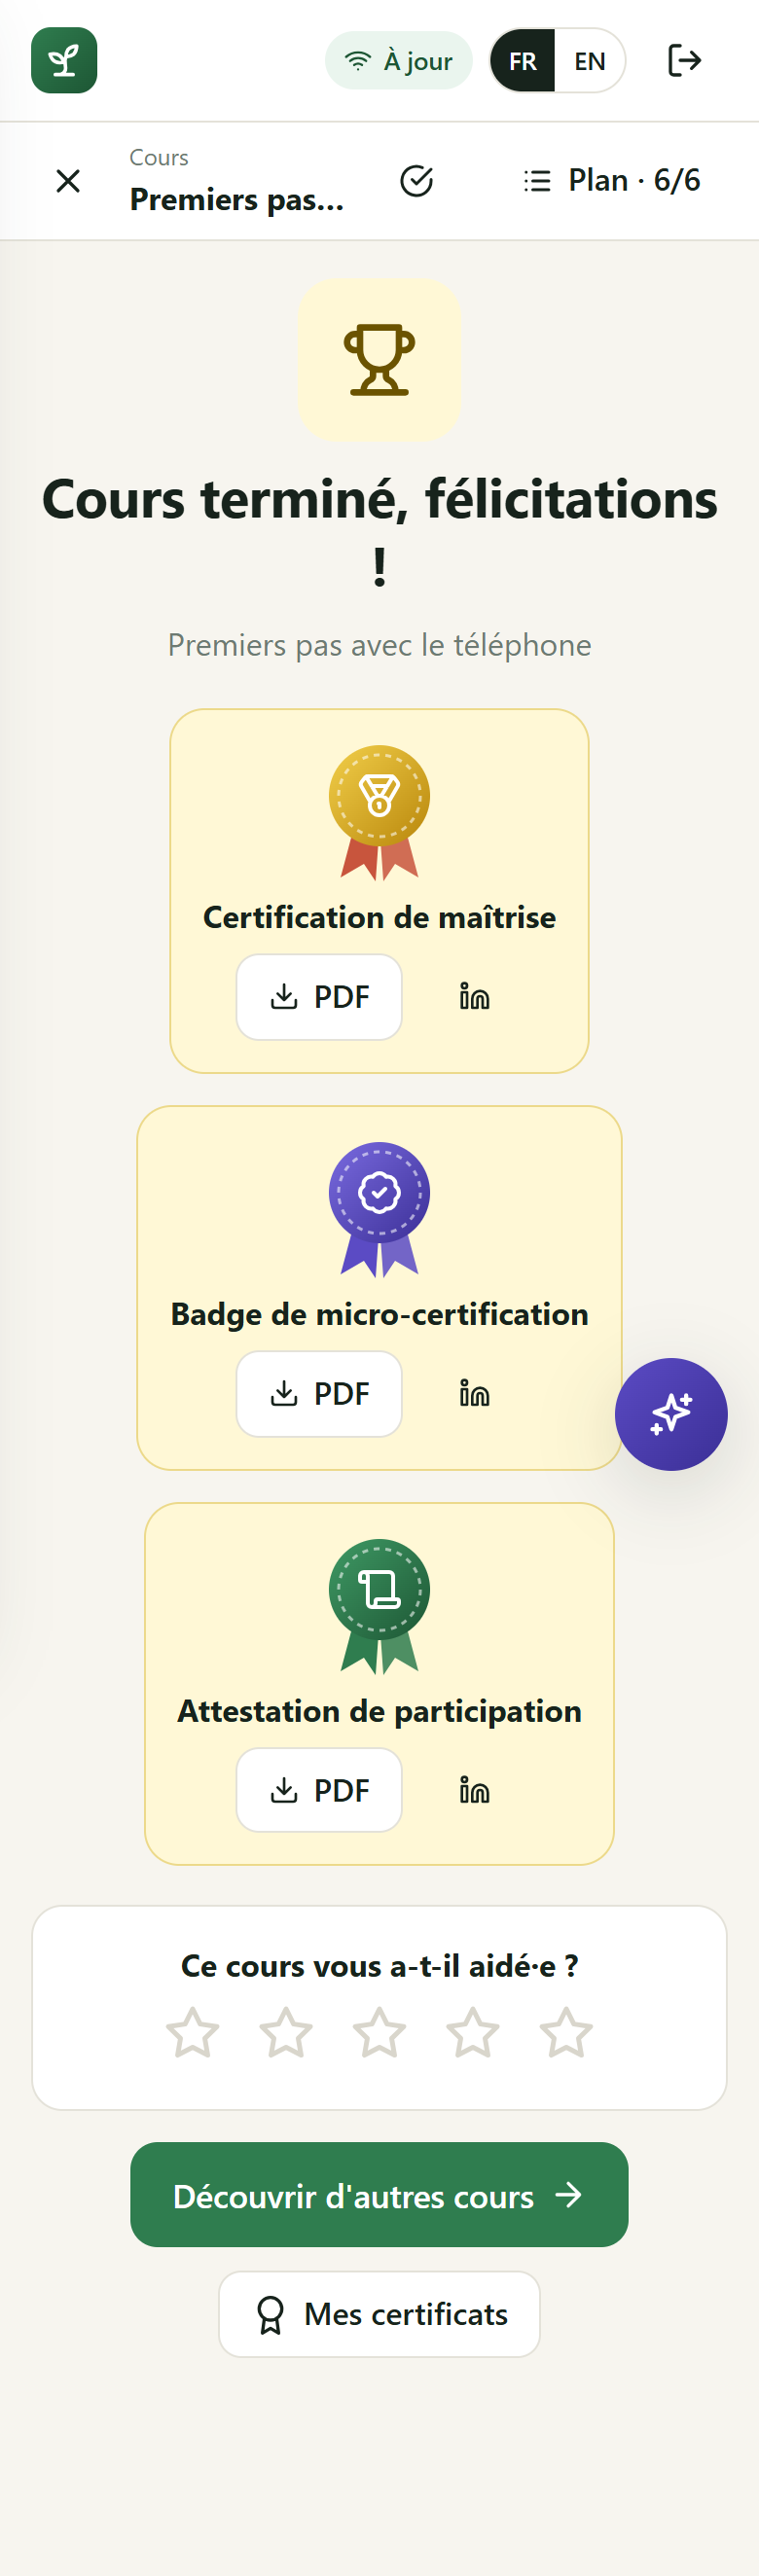 À jour
FR
EN
Cours
Premiers pas...
Plan · 6/6
Cours terminé, félicitations
!
Premiers pas avec le téléphone
Certification de maîtrise
PDF
in
Badge de micro-certification
PDF
in
Attestation de participation
PDF
in
Ce cours vous a-t-il aidé·e ?
Découvrir d'autres cours
Mes certificats